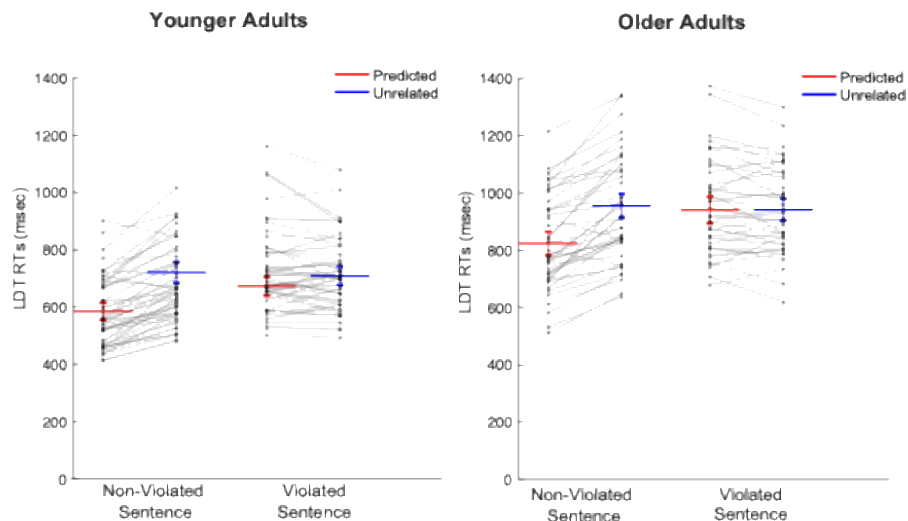 Younger Adults
Predicted
Unrelated
LDT RTs (msec)
1400
1200
1000
800
600
400
200
0
Non-Violated
Sentence
Violated
Sentence
Older Adults
Predicted
Unrelated
LDT RTs (msec)
1400
1200
1000
800
600
400
200
0
Non-Violated
Sentence
Violated
Sentence